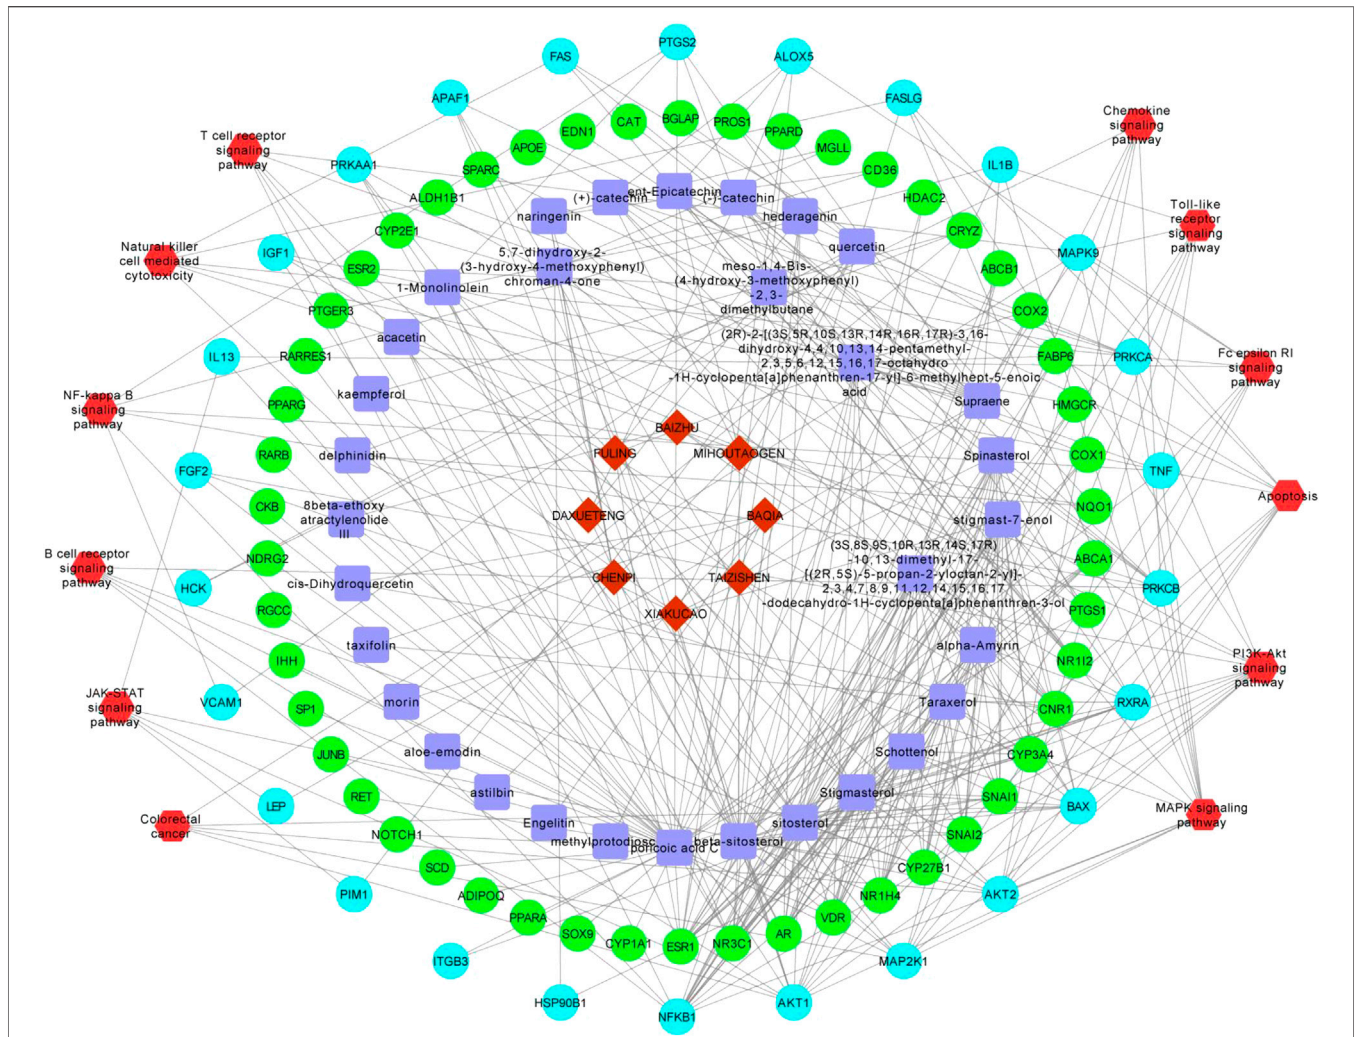 PTGS2
FAS
ALOX5
APAF1
FASLG
Chemokine
signaling
pathway
T cell receptor
signaling
pathway
PRKAA1
IL1B
CAT
BGLAP
PROS1
EDN1
PPARD
APOE
MGLL
SPARC
CD36
ALDH1B1
HDAC2
CYP2E1
CRYZ
(+)-catechin
ent-Epicatechin
(-)-catechin
naringenin
hederagenin
quercetin
Toll-like
receptor
signaling
pathway
Natural killer
cell mediated
cytotoxicity
IGF1
MAPK9
ESR2
ABCB1
5,7-dihydroxy-2-
(3-hydroxy-4-methoxyphenyl)
chroman-4-one
meso-1,4-Bis-
(4-hydroxy-3-methoxyphenyl)
-2,3-
dimethylbutane
1-Monolinolein
PTGER3
COX2
acacetin
(2R)-2-[(3S,5R,10S,13R,14R,16R,17R)-3,16-
dihydroxy-4,4,10,13,14-pentamethyl-
2,3,5,6,12,15,16,17-octahydro
-1H-cyclopenta[a]phenanthren-17-yl]-6-methylhept-5-enoic
acid
IL13
RARRES1
FABP6
PRKCA
Fc epsilon RI
signaling
pathway
NF-kappa B
signaling
pathway
kaempferol
Supraene
PPARG
HMGCR
BAIZHU
FULING
MIHOUTAOGEN
RARB
delphinidin
Spinasterol
COX1
FGF2
TNF
Apoptosis
CKB
8beta-ethoxy
atractylenolide
III
DAXUETENG
BAQIA
stigmast-7-enol
NQO1
B cell receptor
signaling
pathway
NDRG2
(3S,8S,9S,10R,13R,14S,17R)
-10,13-dimethyl-17-
[(2R,5S)-5-propan-2-yloctan-2-yl]-
2,3,4,7,8,9,11,12,14,15,16,17
-dodecahydro-1H-cyclopenta[a]phenanthren-3-ol
ABCA1
HCK
cis-Dihydroquercetin
CHENPI
TAIZISHEN
PRKCB
RGCC
XIAKUCAO
PTGS1
taxifolin
alpha-Amyrin
IHH
NR1I2
PI3K-Akt
signaling
pathway
JAK-STAT
signaling
pathway
VCAM1
SP1
morin
Taraxerol
CNR1
RXRA
JUNB
aloe-emodin
Schottenol
CYP3A4
RET
astilbin
Stigmasterol
SNAI1
LEP
BAX
MAPK signaling
pathway
Colorectal
cancer
NOTCH1
Engelitin
methylprotodiosc
poricoic acid C
beta-sitosterol
sitosterol
SNAI2
SCD
CYP27B1
PIM1
ADIPOQ
NR1H4
AKT2
PPARA
VDR
SOX9
CYP1A1
ESR1
NR3C1
AR
ITGB3
MAP2K1
HSP90B1
AKT1
NFKB1